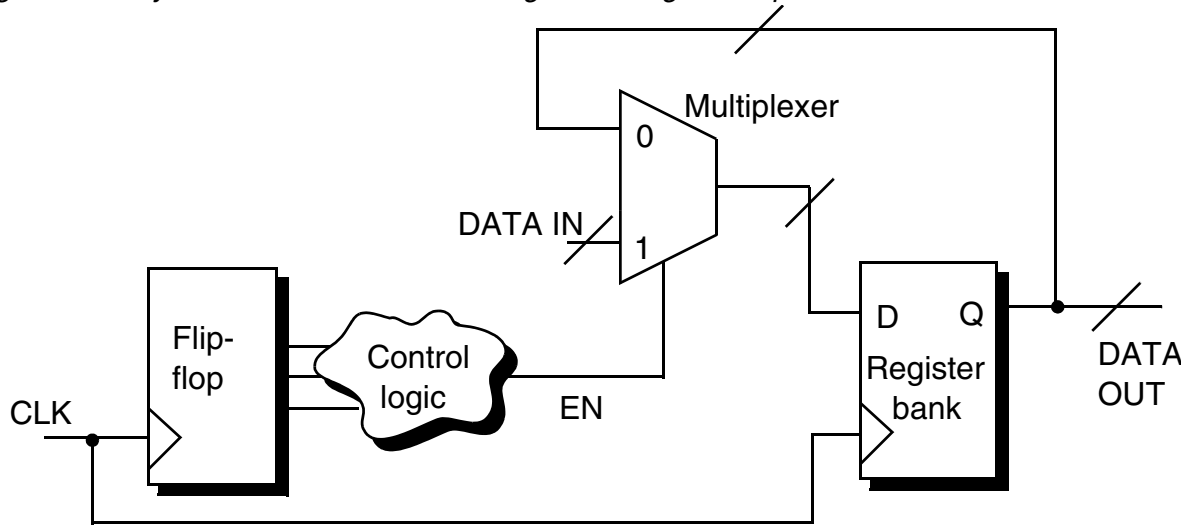 Multiplexer
0
DATA IN
1
Flip-
flop
Control
logic
EN
CLK
D
Q
Register
bank
DATA
OUT